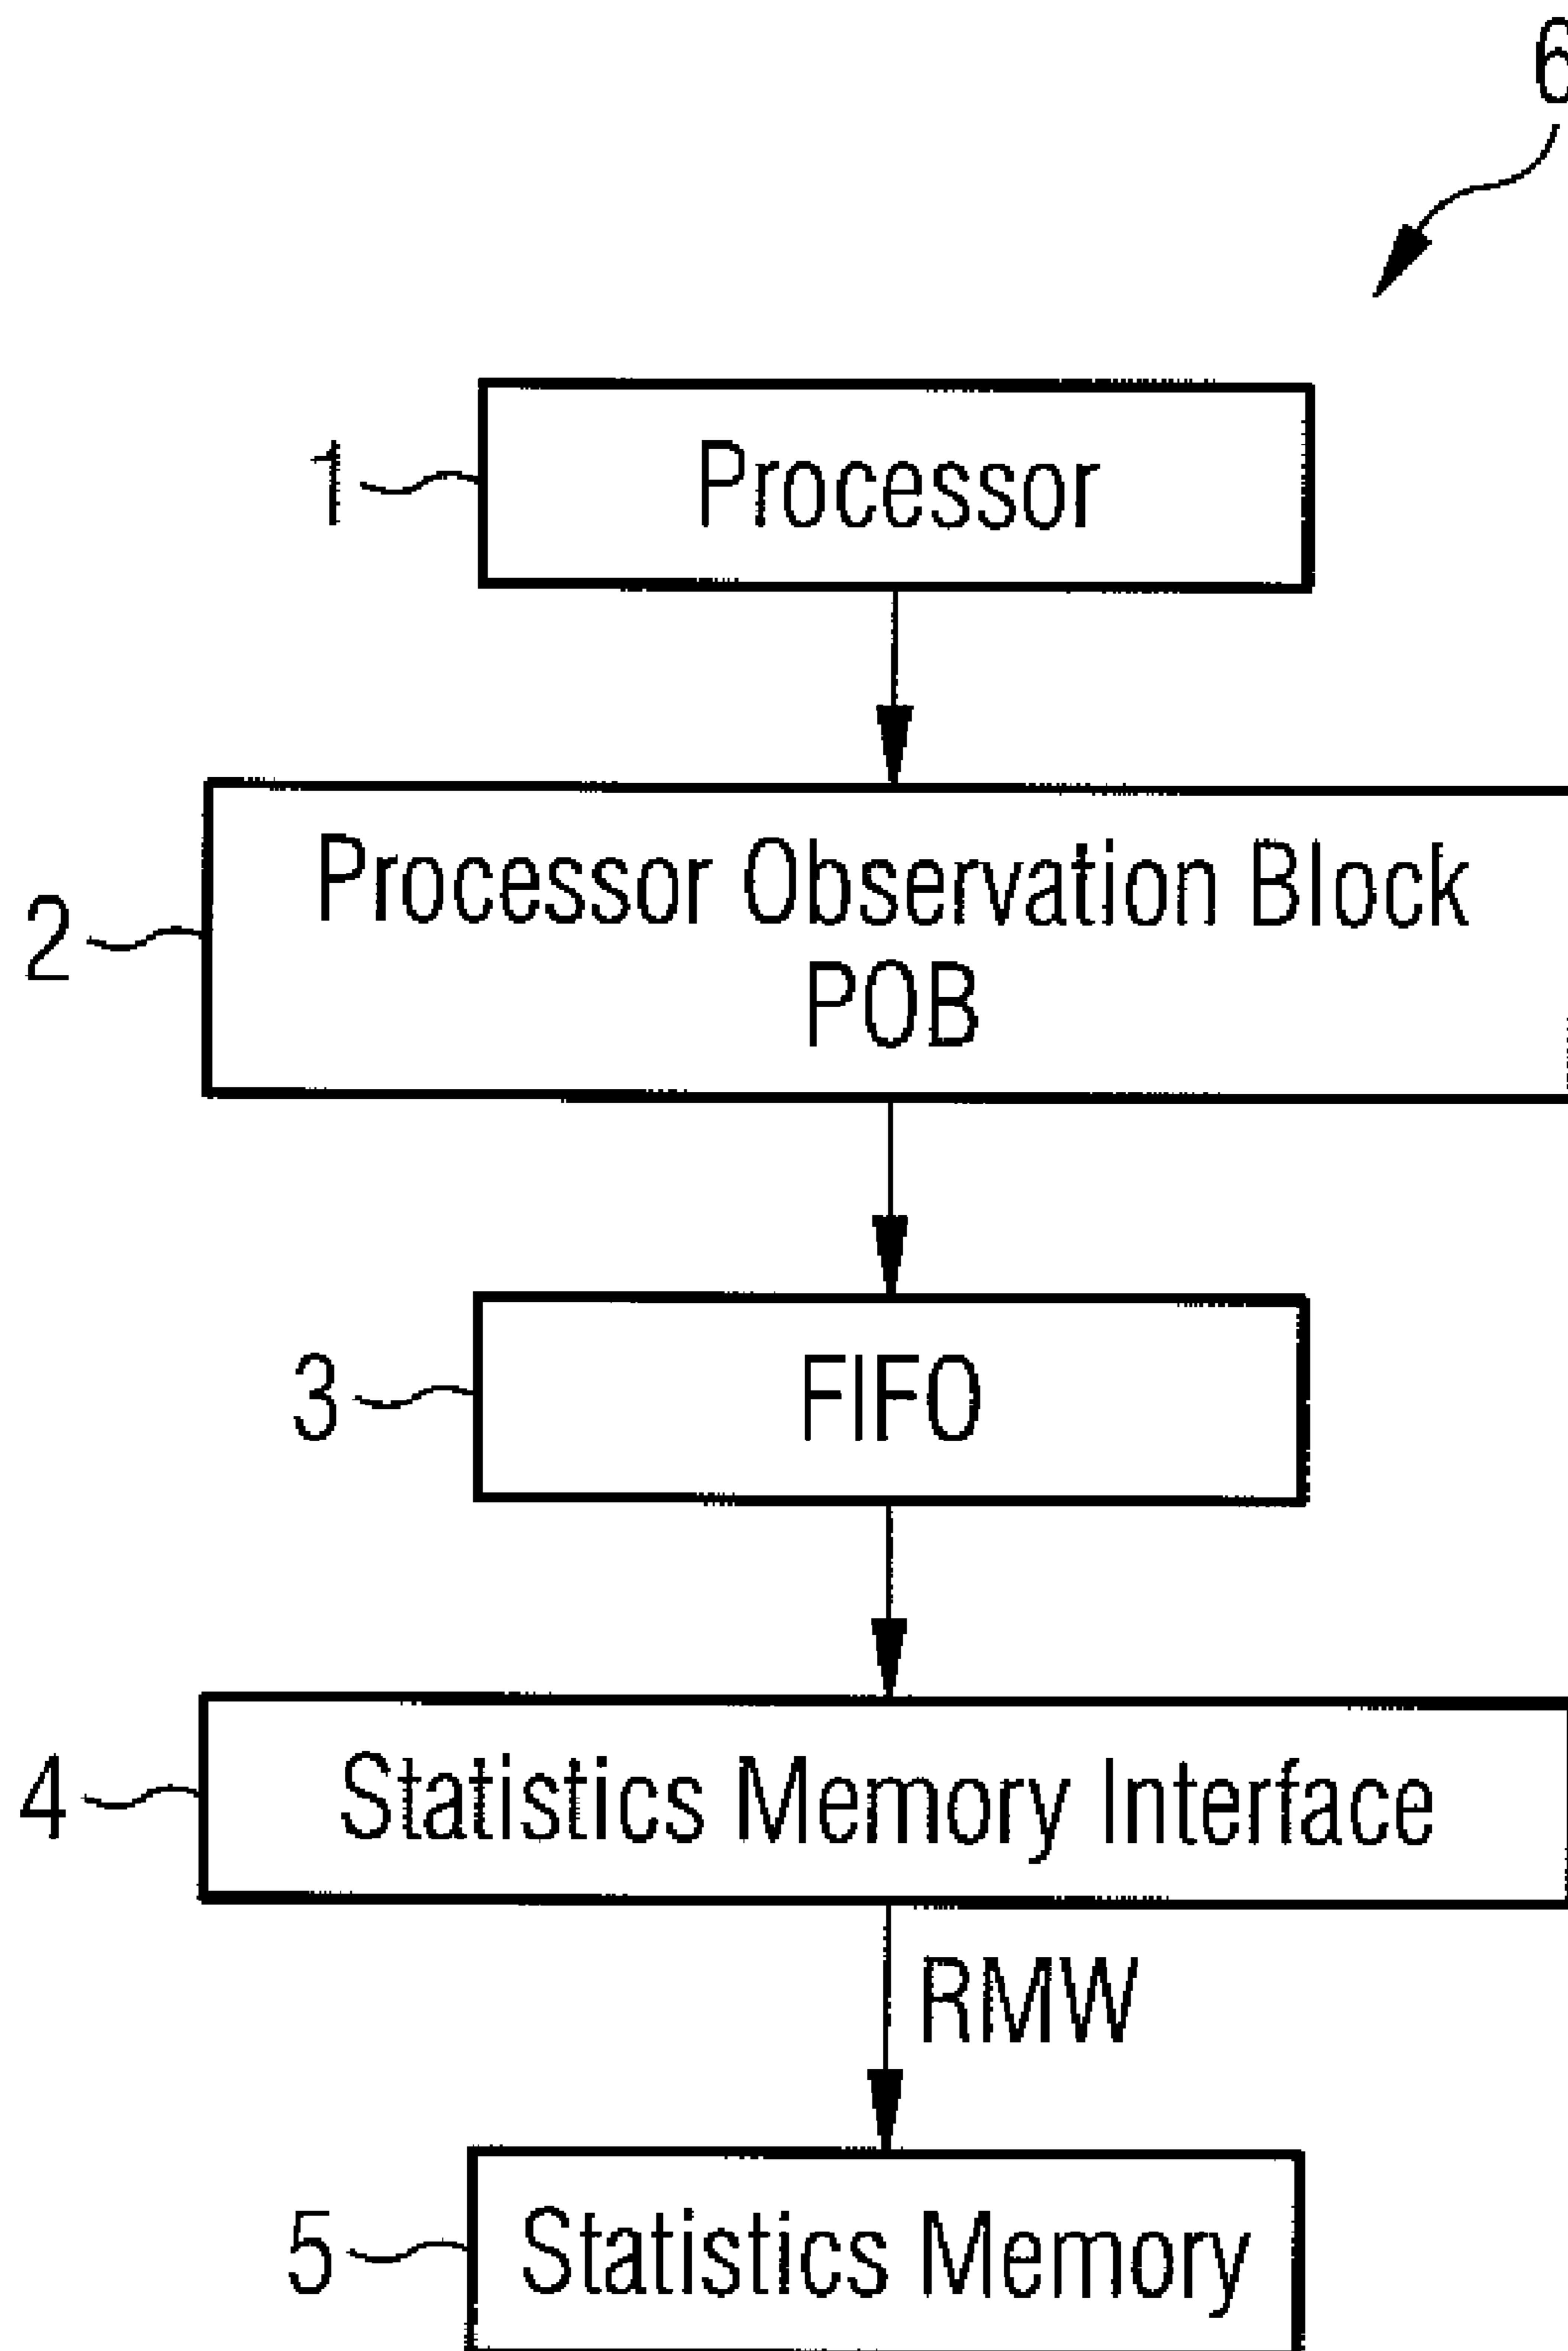 6
1 Processor
2 Processor Observation Block
POB
3 FIFO
4 Statistics Memory Interface
RMW
5 Statistics Memory